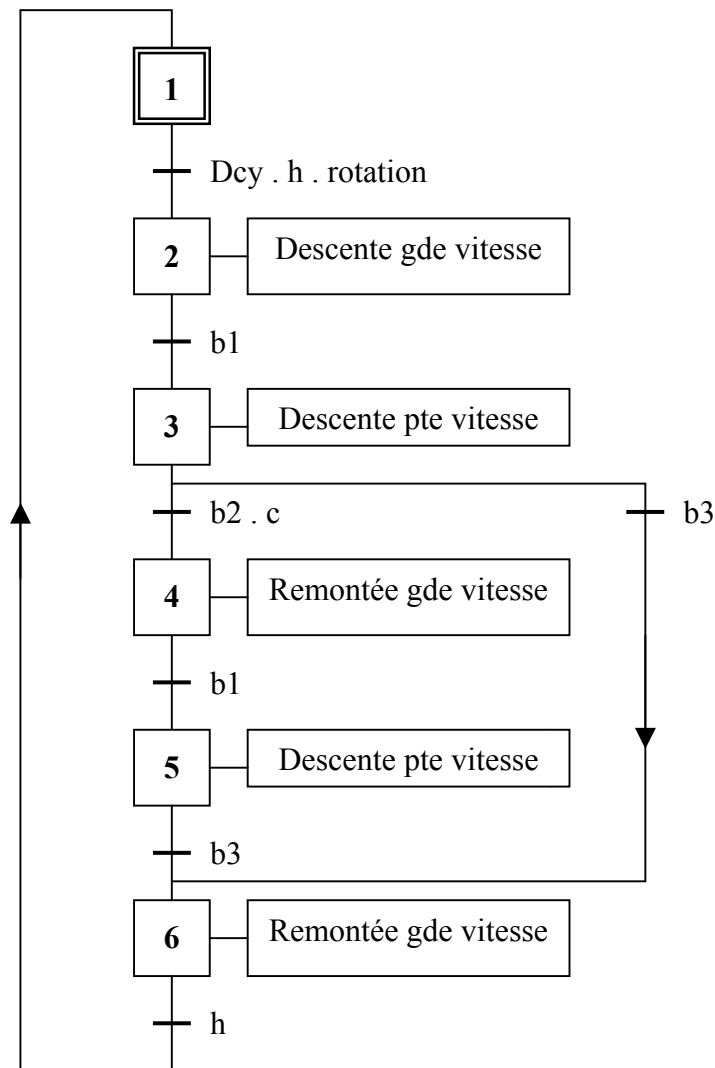 1
Dcy . h . rotation
2
Descente gde vitesse
b1
3
Descente pte vitesse
b2 . c
b3
4
Remontée gde vitesse
b1
5
Descente pte vitesse
b3
6
Remontée gde vitesse
h